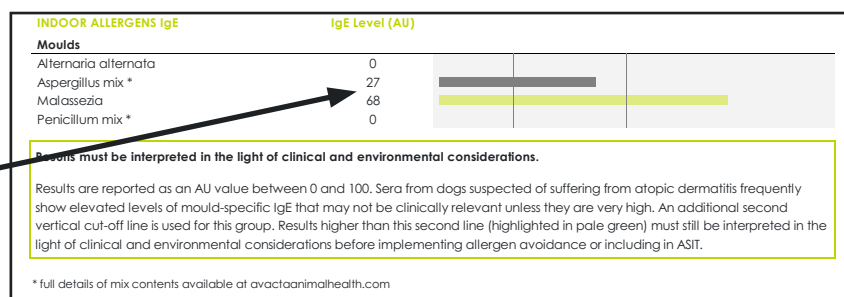 INDOOR ALLERGENS IgE IgE Level (AU)
Moulds
Alternaria alternata 0
Aspergillus mix * 27
Malassezia 68
Penicillum mix * 0
Results must be interpreted in the light of clinical and environmental considerations.
Results are reported as an AU value between 0 and 100. Sera from dogs suspected of suffering from atopic dermatitis frequently
show elevated levels of mould-specific IgE that may not be clinically relevant unless they are very high. An additional second
vertical cut-off line is used for this group. Results higher than this second line (highlighted in pale green) must still be interpreted in the
light of clinical and environmental considerations before implementing allergen avoidance or including in ASIT.
* full details of mix contents available at avactaanimalhealth.com